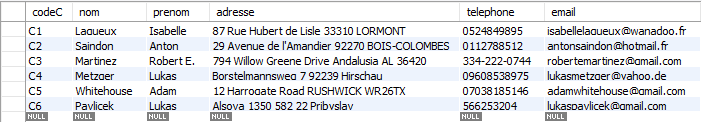 codeC nom prenom adresse telephone email
C1 Laqueux Isabelle 87 Rue Hubert de Lisle 33310 LORMONT 0524849895 isabellelaqueux@wanadoo.fr
C2 Saindon Anton 29 Avenue de l'Amandier 92270 BOIS-COLOMBES 0112788512 antonsaindon@hotmail.fr
C3 Martinez Robert E. 794 Willow Greene Drive Andalusia AL 36420 334-222-0744 robertemartinez@gmail.com
C4 Metzger Lukas Borstelmannsweg 7 92239 Hirschau 09608538975 lukasmetzger@yahoo.de
C5 Whitehouse Adam 12 Harrogate Road RUSHWICK WR26TX 07038185146 adamwhitehouse@gmail.com
C6 Pavlicek Lukas Alsova 1350 582 22 Pribyslav 566253204 lukaspavlicek@gmail.com
NULL NULL NULL NULL NULL NULL